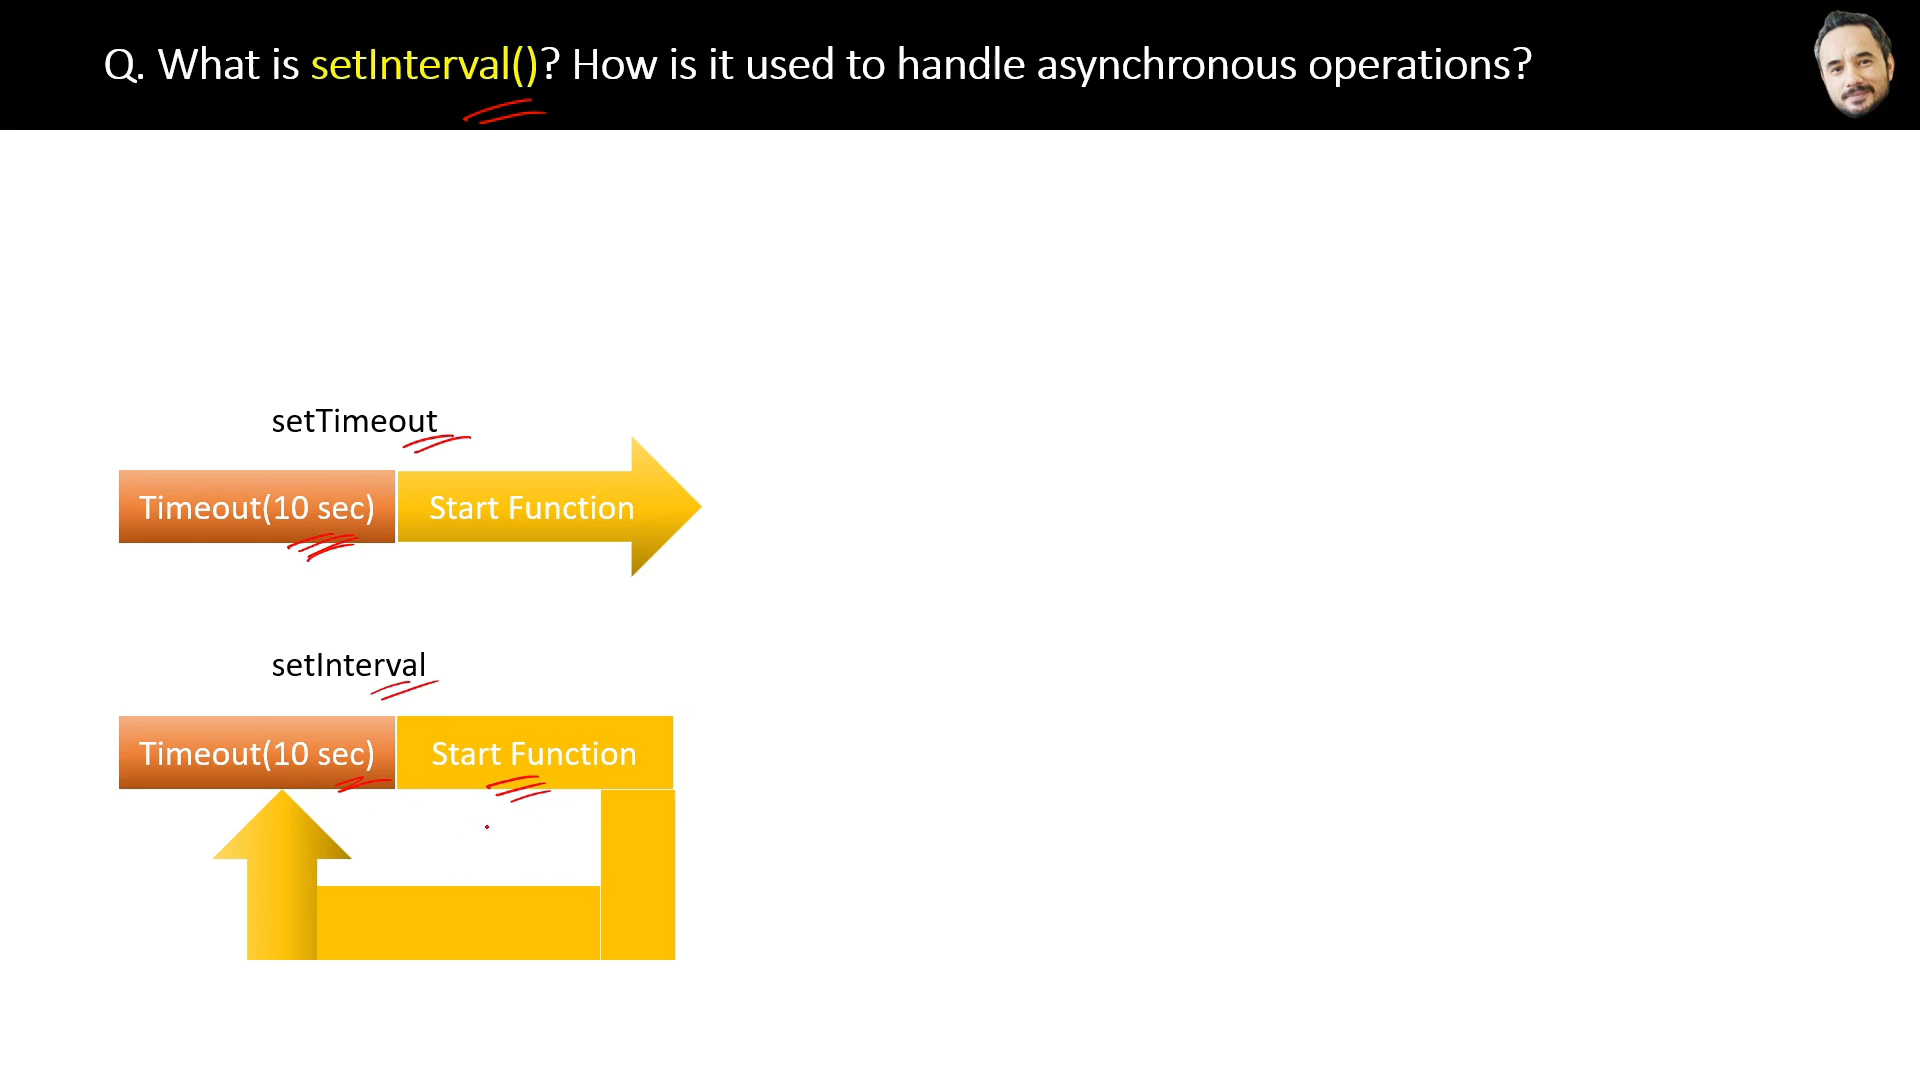 Q. What is setInterval()? How is it used to handle asynchronous operations?
setTimeout
Timeout(10 sec) Start Function
setInterval
Timeout(10 sec) Start Function